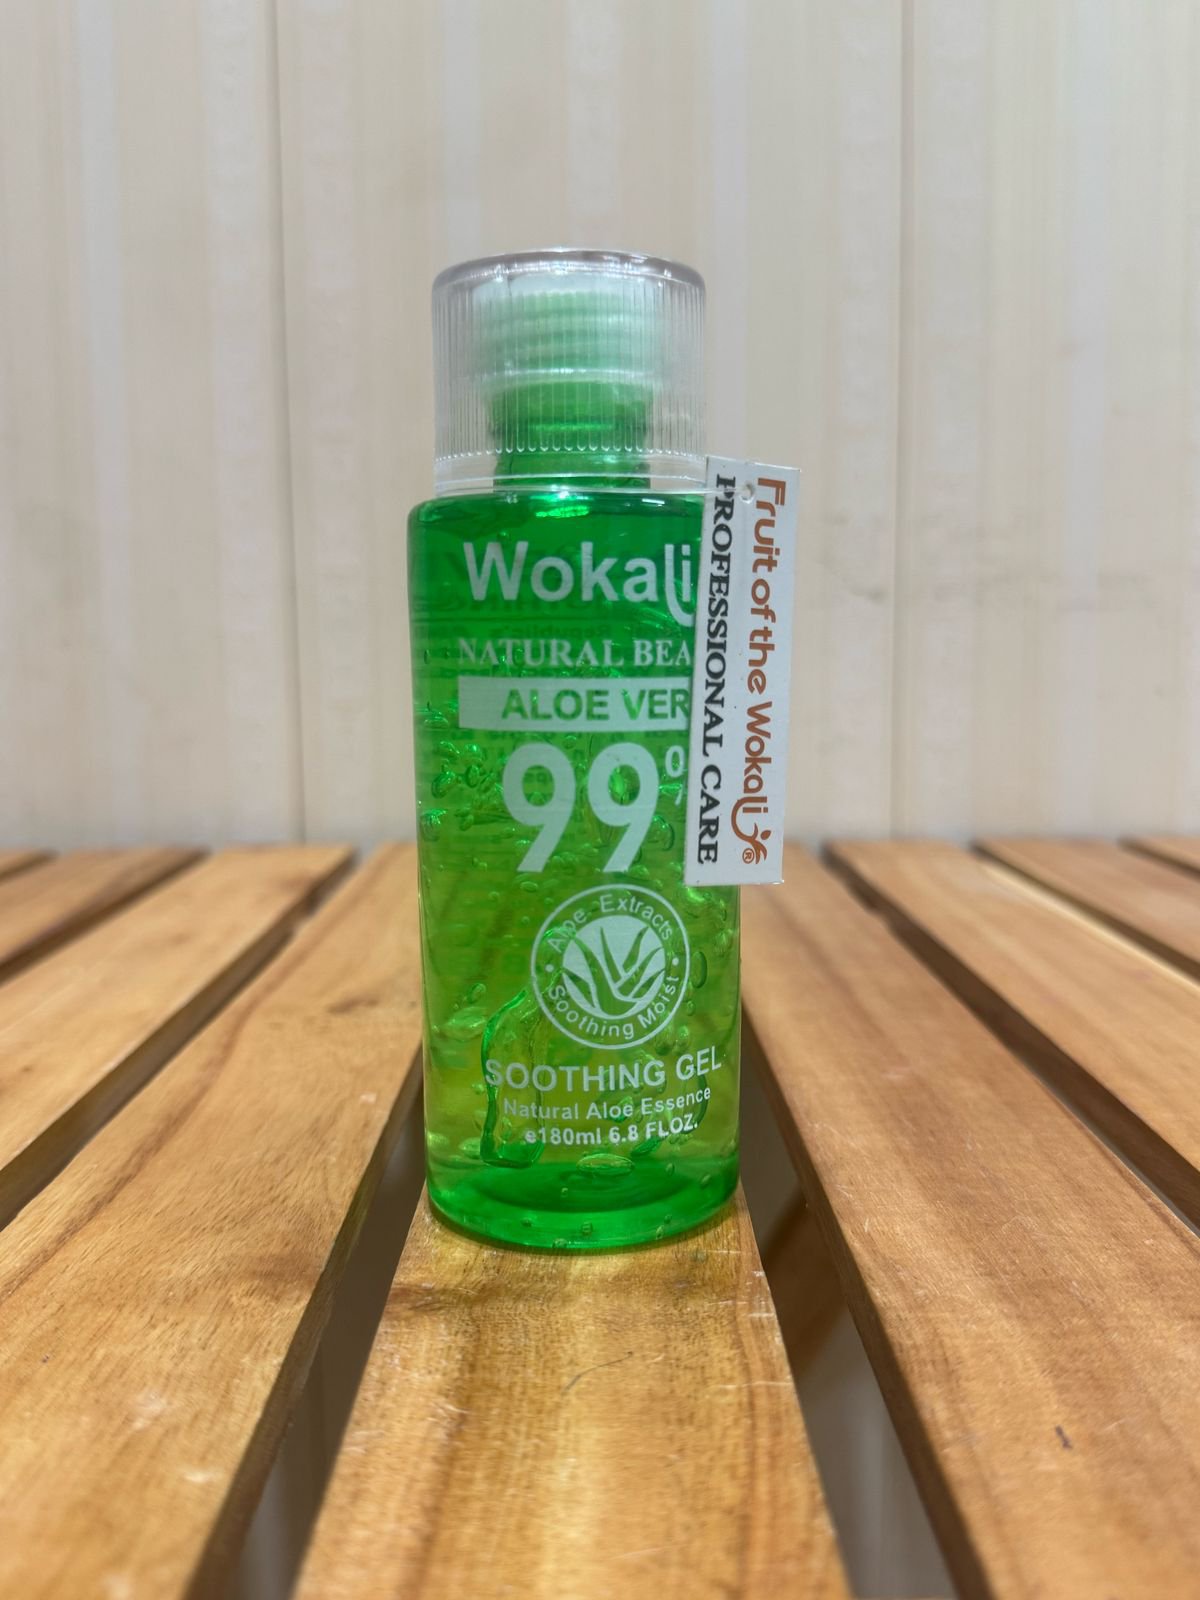 Wokali
NATURAL BEA
ALOE VER
99%
Aloe Extracts
Soothing Moist
SOOTHING GEL
Natural Aloe Essence
e180ml 6.8 FLOZ.
Fruit of the Wokali ®
PROFESSIONAL CARE